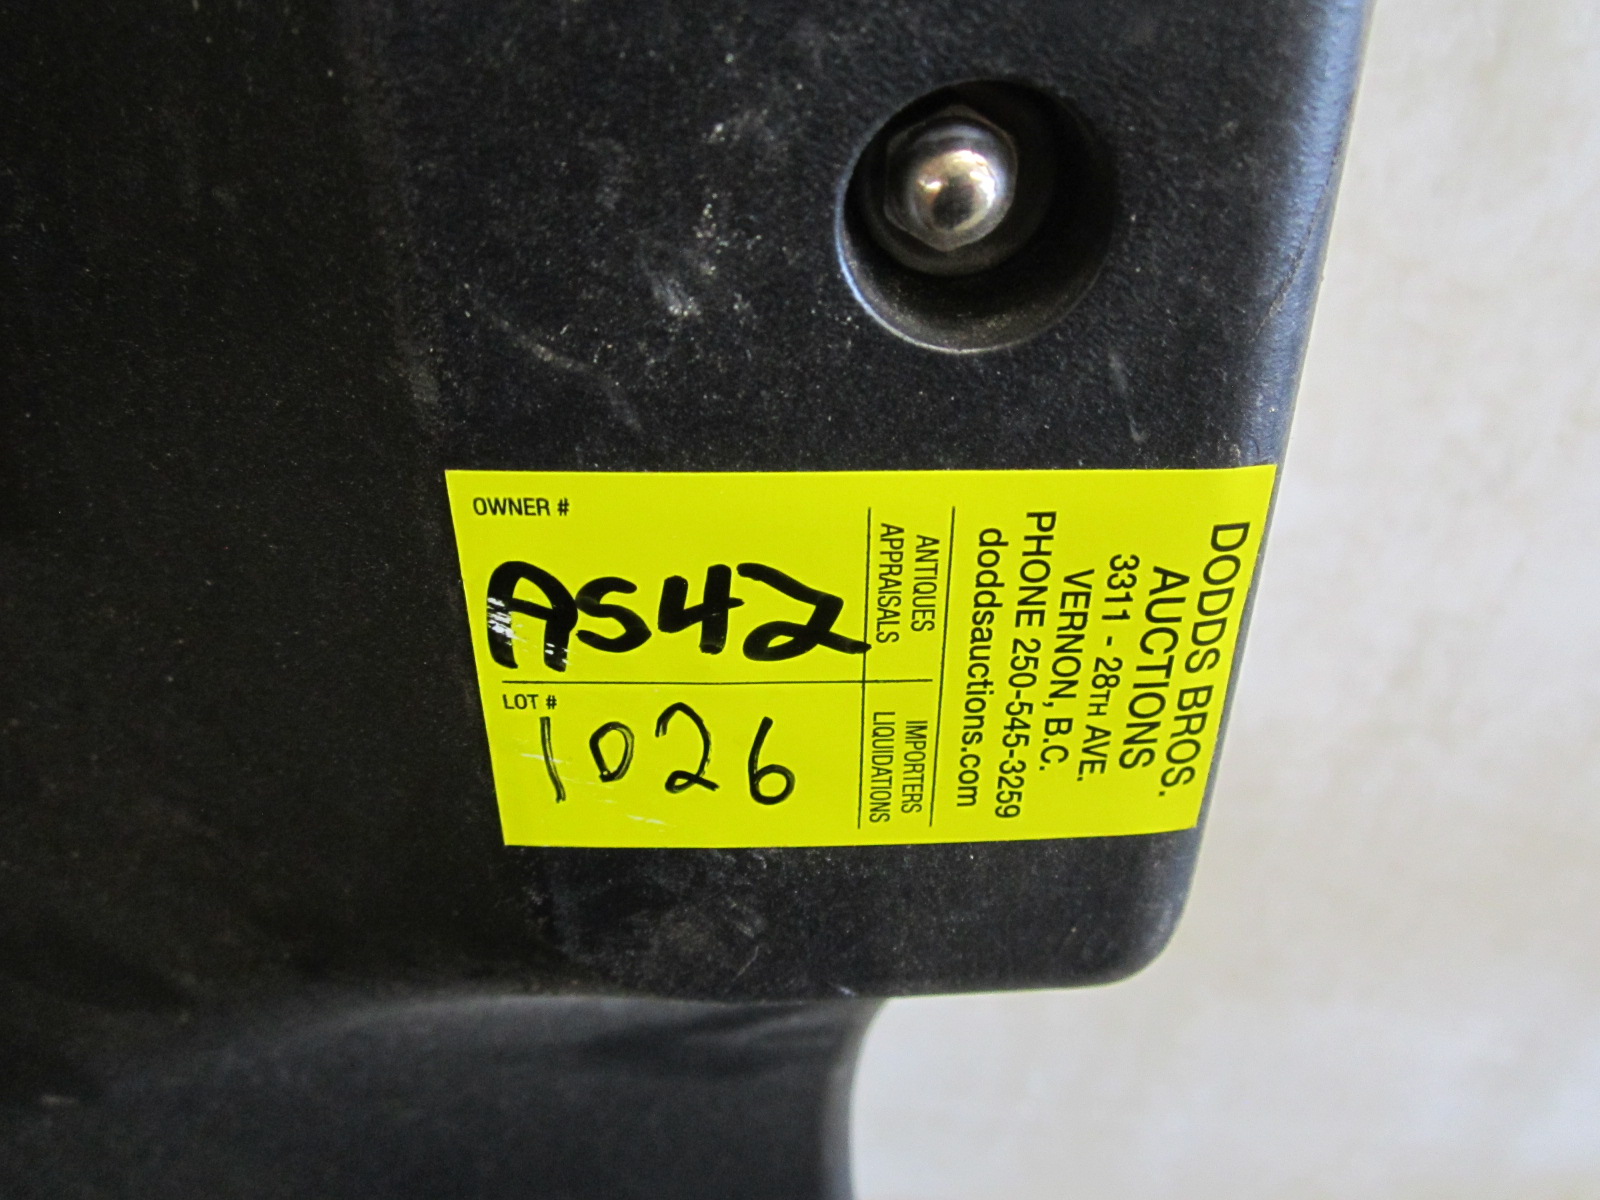 DODDS BROS.
AUCTIONS
3311 - 28TH AVE.
VERNON, B.C.
PHONE 250-545-3259
doddsauctions.com
ANTIQUES
APPRAISALS
IMPORTERS
LIQUIDATIONS
OWNER #
AS42
LOT #
1026